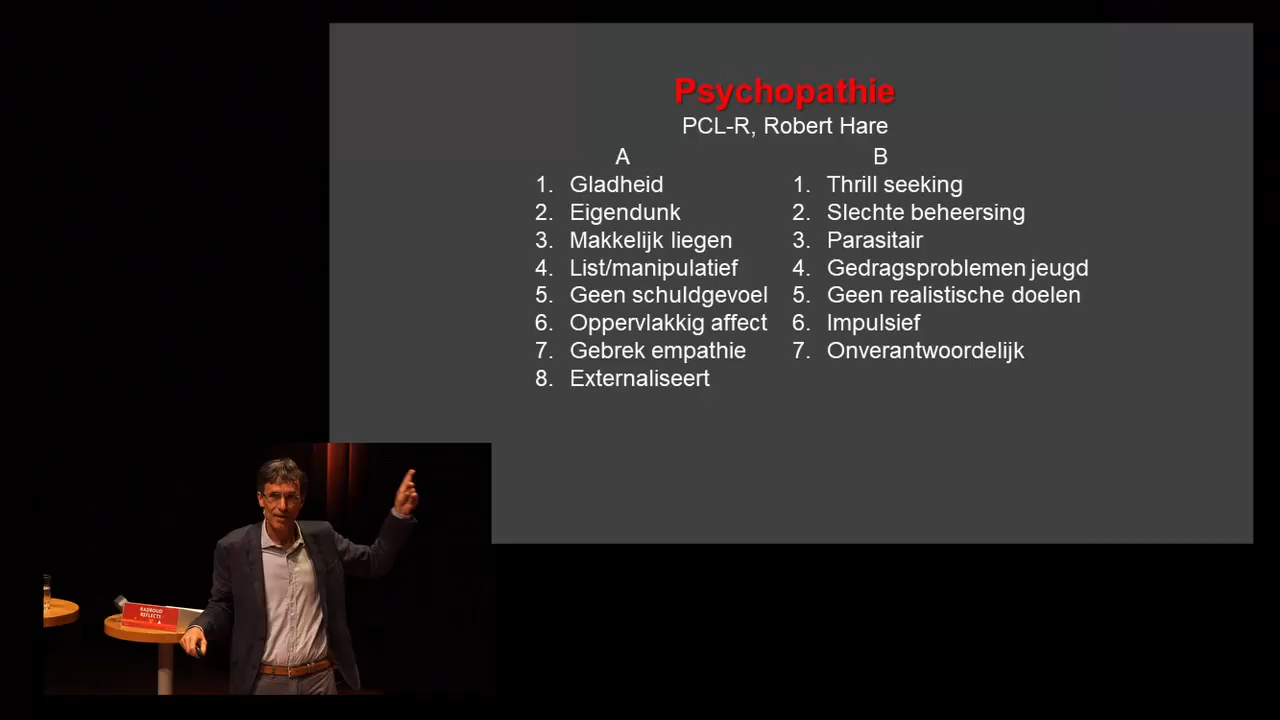 Psychopathie
PCL-R, Robert Hare
A
1. Gladheid
2. Eigendunk
3. Makkelijk liegen
4. List/manipulatief
5. Geen schuldgevoel
6. Oppervlakkig affect
7. Gebrek empathie
8. Externaliseert
B
1. Thrill seeking
2. Slechte beheersing
3. Parasitair
4. Gedragsproblemen jeugd
5. Geen realistische doelen
6. Impulsief
7. Onverantwoordelijk
RADBOUD
REFLECTS